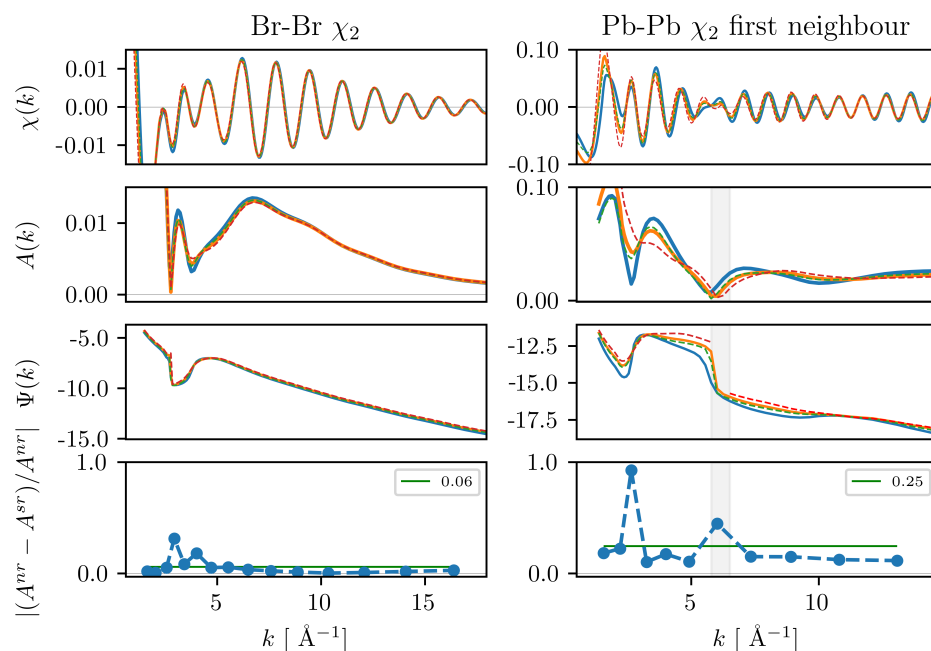 Br-Br χ₂
Pb-Pb χ₂ first neighbour
χ(k)
0.01
0.00
-0.01
0.10
0.00
-0.10
A(k)
0.01
0.00
0.10
0.00
Ψ(k)
-5.0
-10.0
-15.0
-12.5
-15.0
-17.5
|(Aⁿʳ − Aˢʳ)/Aⁿʳ|
1.0
0.0
0.06
1.0
0.0
0.25
5 10 15
5 10
k [ Å⁻¹]
k [ Å⁻¹]